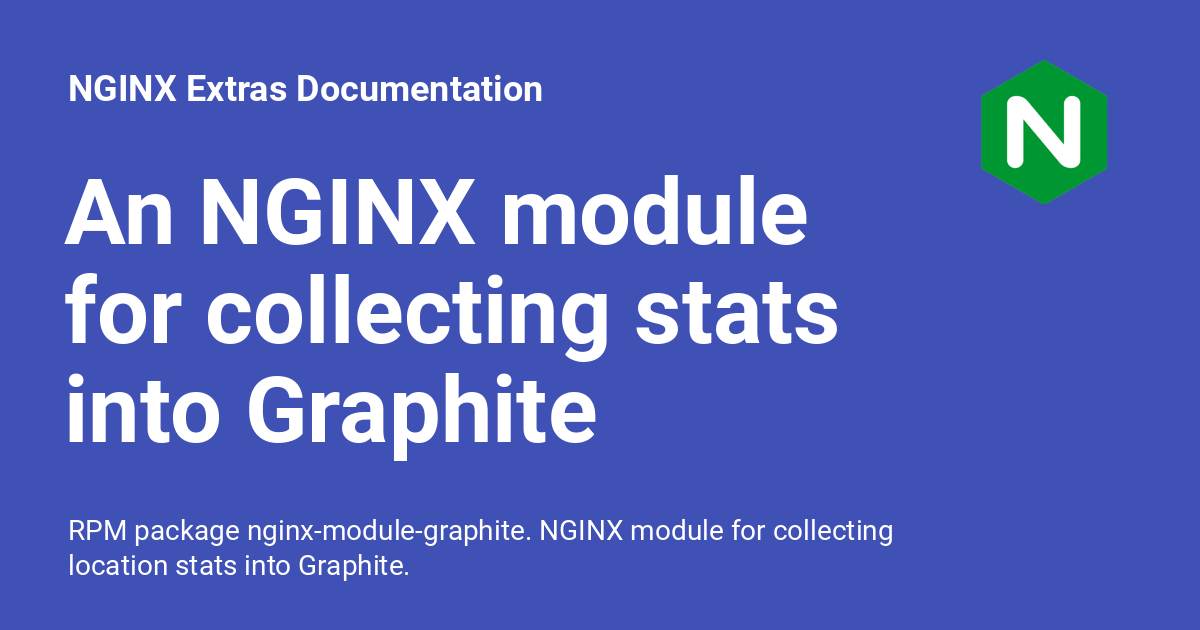 NGINX Extras Documentation
N
An NGINX module
for collecting stats
into Graphite
RPM package nginx-module-graphite. NGINX module for collecting
location stats into Graphite.